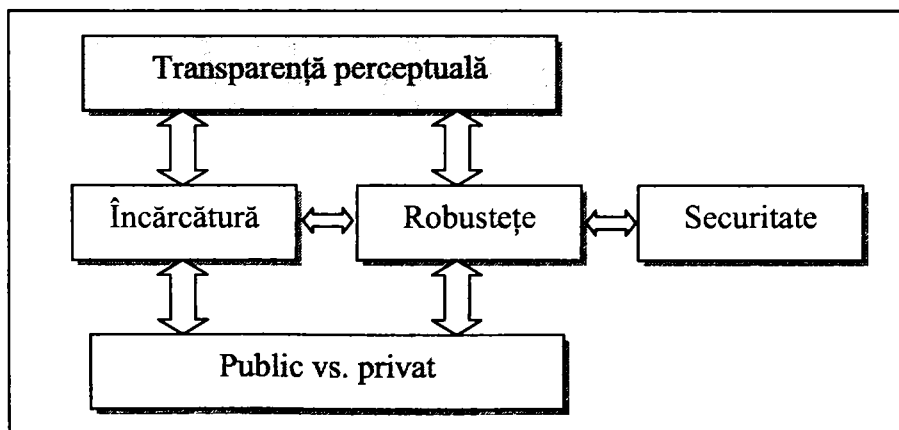 Transparență perceptuală
Încărcătură
Robustețe
Securitate
Public vs. privat